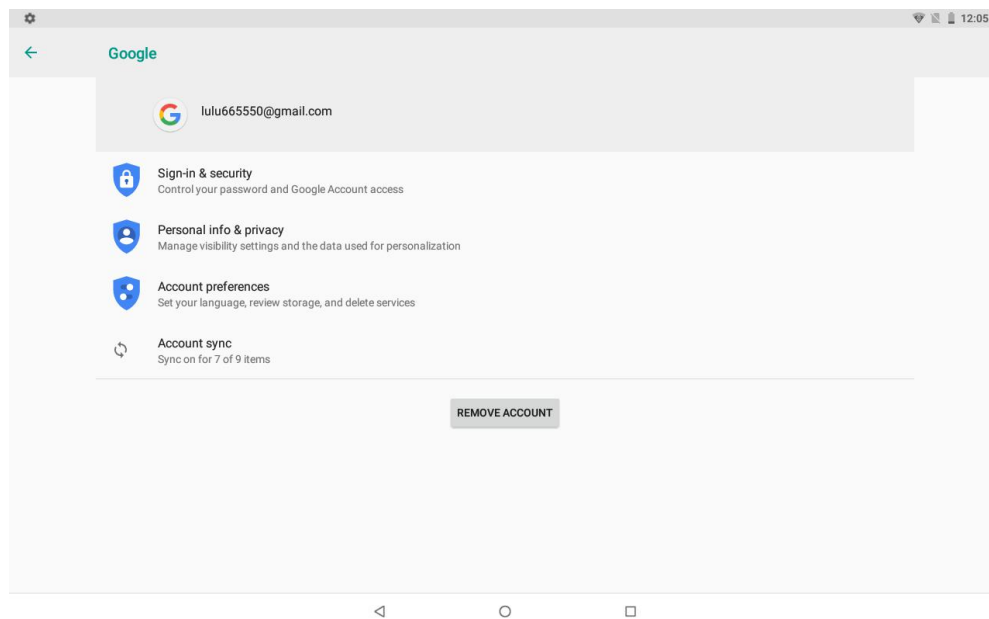 12:05
Google
lulu665550@gmail.com
Sign-in & security
Control your password and Google Account access
Personal info & privacy
Manage visibility settings and the data used for personalization
Account preferences
Set your language, review storage, and delete services
Account sync
Sync on for 7 of 9 items
REMOVE ACCOUNT